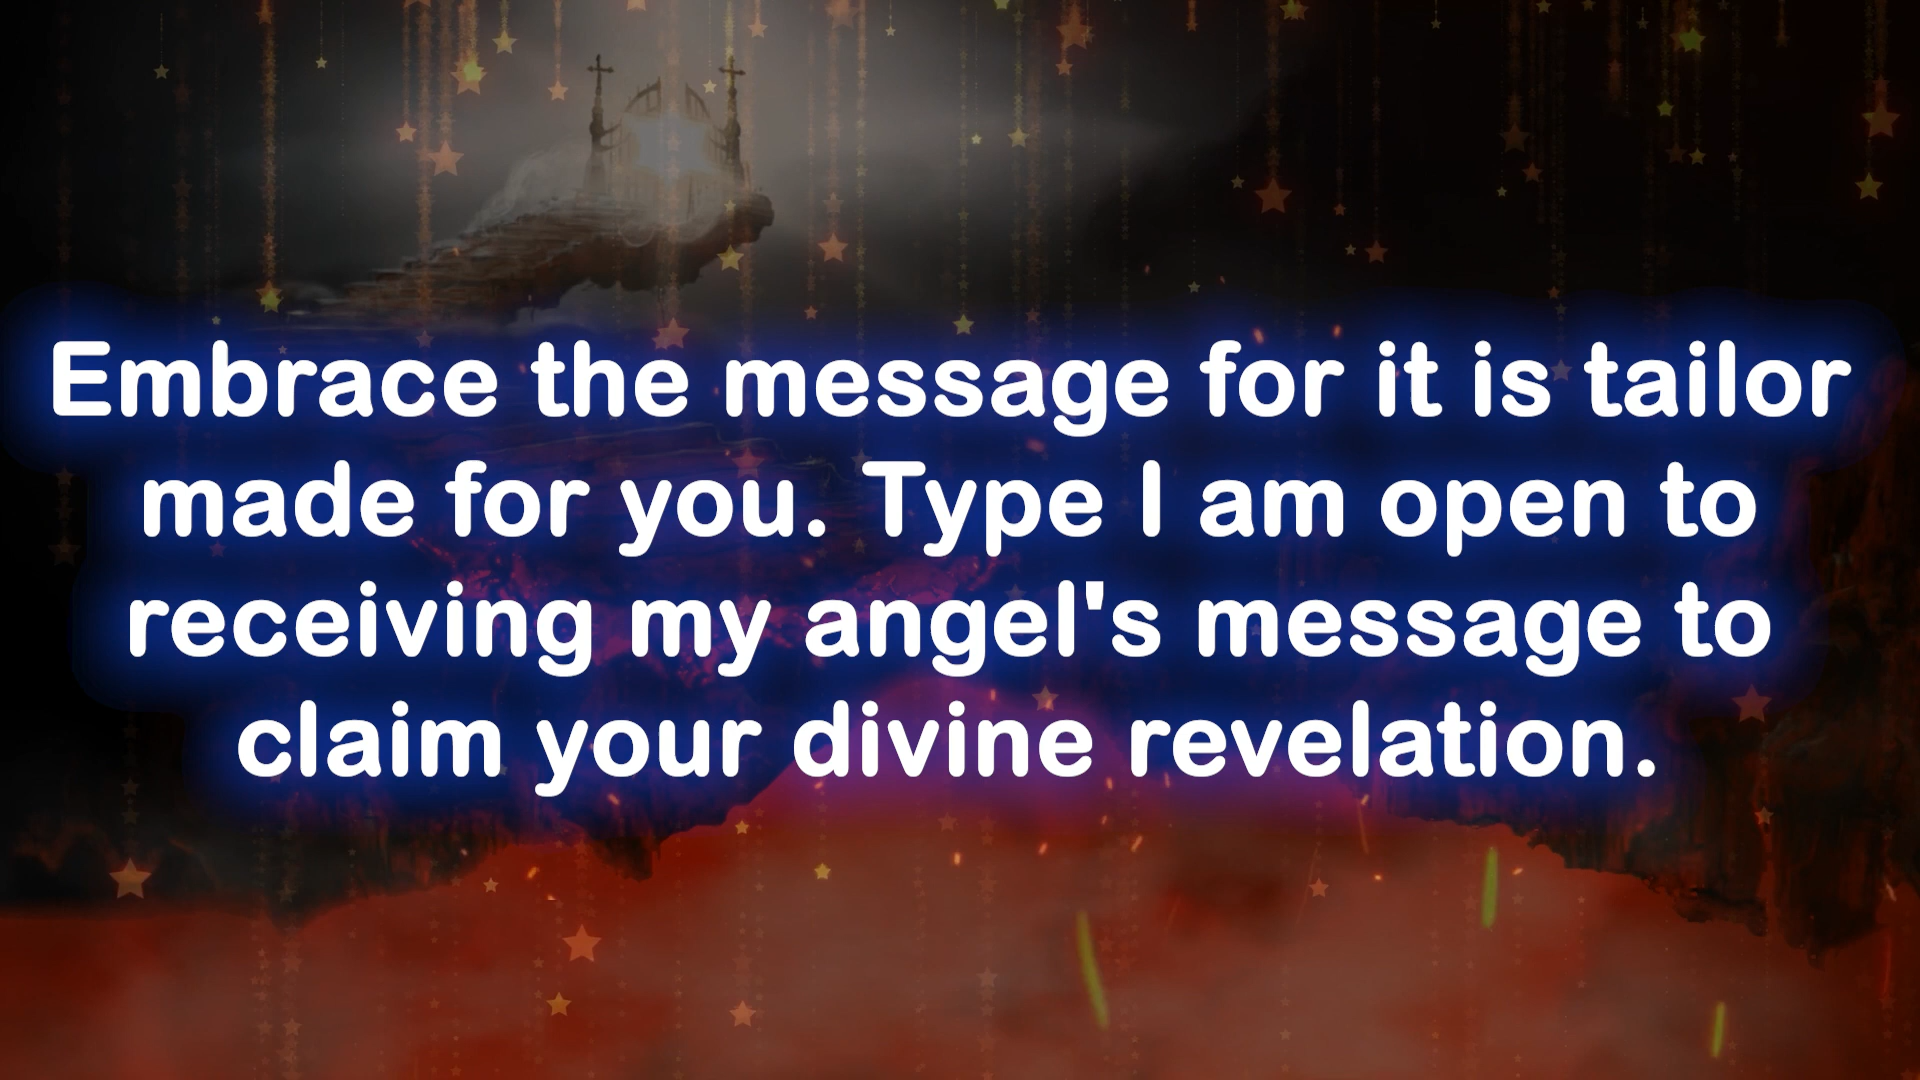 Embrace the message for it is tailor
made for you. Type I am open to
receiving my angel's message to
claim your divine revelation.